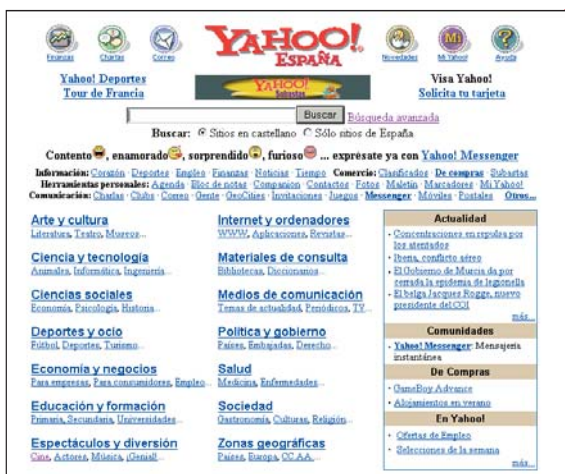 Finanzas Charlas Correo YAHOO! ESPAÑA Novedades Mi Yahoo! Ayuda
Yahoo! Deportes
Tour de Francia
YAHOO! Subastas
Visa Yahoo!
Solicita tu tarjeta
Buscar Búsqueda avanzada
Buscar: Sitios en castellano Sólo sitios de España
Contento, enamorado, sorprendido, furioso ... exprésate ya con Yahoo! Messenger
Información: Corazón · Deportes · Empleo · Finanzas · Noticias · Tiempo Comercio: Clasificados · De compras · Subastas
Herramientas personales: Agenda · Bloc de notas · Companion · Contactos · Fotos · Maletín · Marcadores · Mi Yahoo!
Comunicación: Charlas · Clubs · Correo · Gente · GeoCities · Invitaciones · Juegos · Messenger · Móviles · Postales Otros...
Arte y cultura
Literatura, Teatro, Museos...
Ciencia y tecnología
Animales, Informática, Ingeniería...
Ciencias sociales
Economía, Psicología, Historia...
Deportes y ocio
Fútbol, Deportes, Turismo...
Economía y negocios
Para empresas, Para consumidores, Empleo...
Educación y formación
Primaria, Secundaria, Universidades...
Espectáculos y diversión
Cine, Actores, Música, ¡Genial!...
Internet y ordenadores
WWW, Aplicaciones, Revistas...
Materiales de consulta
Bibliotecas, Diccionarios...
Medios de comunicación
Temas de actualidad, Periódicos, TV...
Política y gobierno
Países, Embajadas, Derecho...
Salud
Medicina, Enfermedades...
Sociedad
Gastronomía, Culturas, Religión...
Zonas geográficas
Países, Europa, CC.AA....
Actualidad
· Concentraciones en repulsa por
los atentados
· Iberia, conflicto aéreo
· El Gobierno de Murcia da por
cerrada la epidemia de legionella
· El belga Jacques Rogge, nuevo
presidente del COI
más...
Comunidades
· Yahoo! Messenger: Mensajería
instantánea
De Compras
· GameBoy Advance
· Alojamientos en verano
En Yahoo!
· Ofertas de Empleo
· Selecciones de la semana
más...